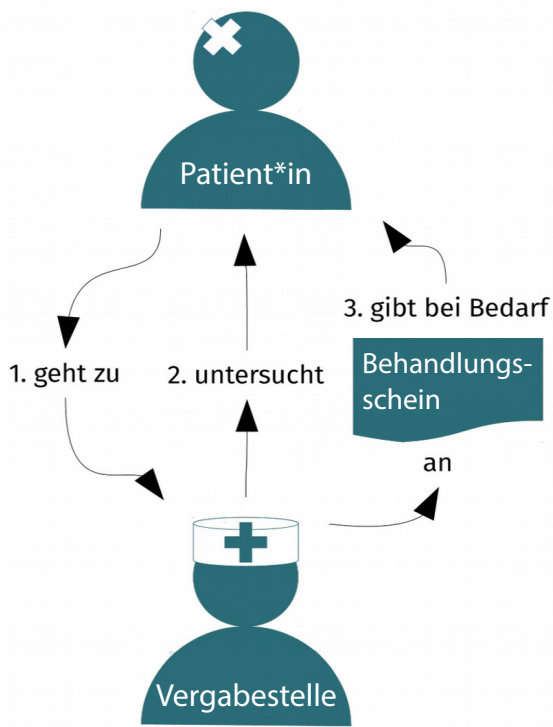 Patient*in
1. geht zu
2. untersucht
3. gibt bei Bedarf
Behandlungs-
schein
an
Vergabestelle